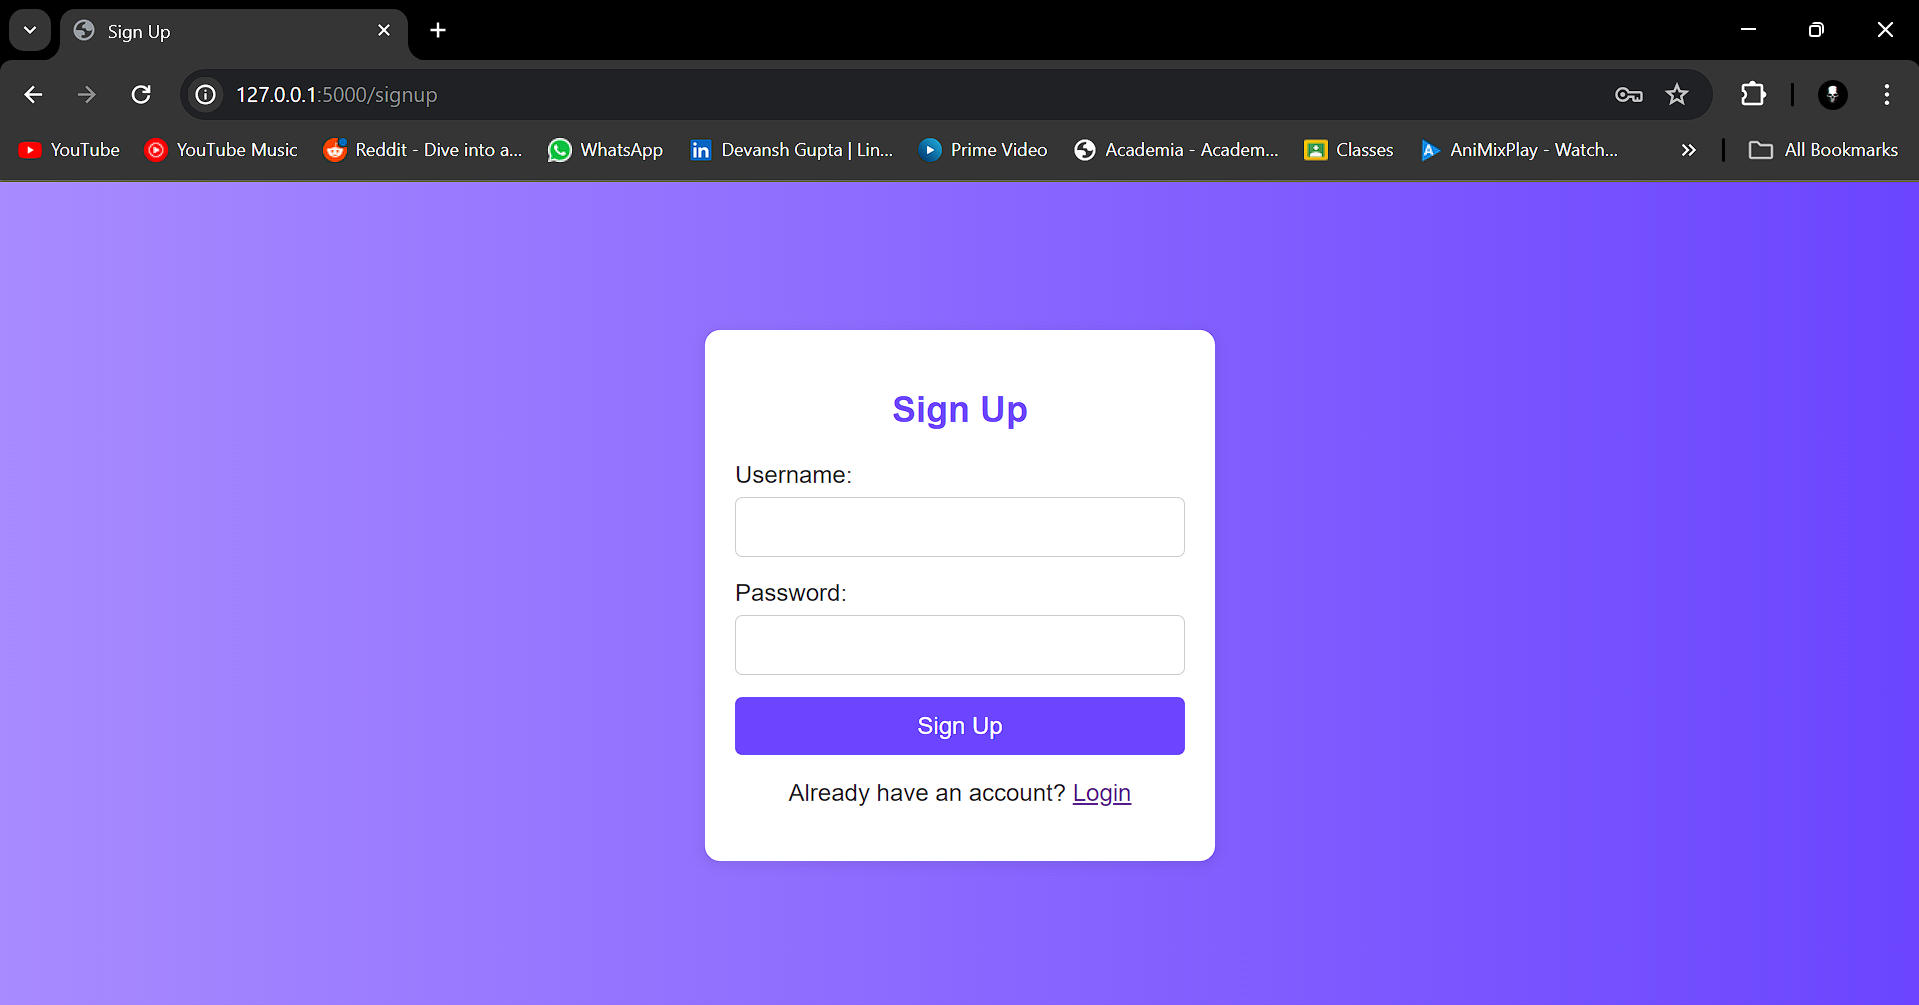 Sign Up
127.0.0.1:5000/signup
YouTube YouTube Music Reddit - Dive into a... WhatsApp in Devansh Gupta | Lin... Prime Video Academia - Academ... Classes A AniMixPlay - Watch... All Bookmarks
Sign Up
Username:
Password:
Sign Up
Already have an account? Login